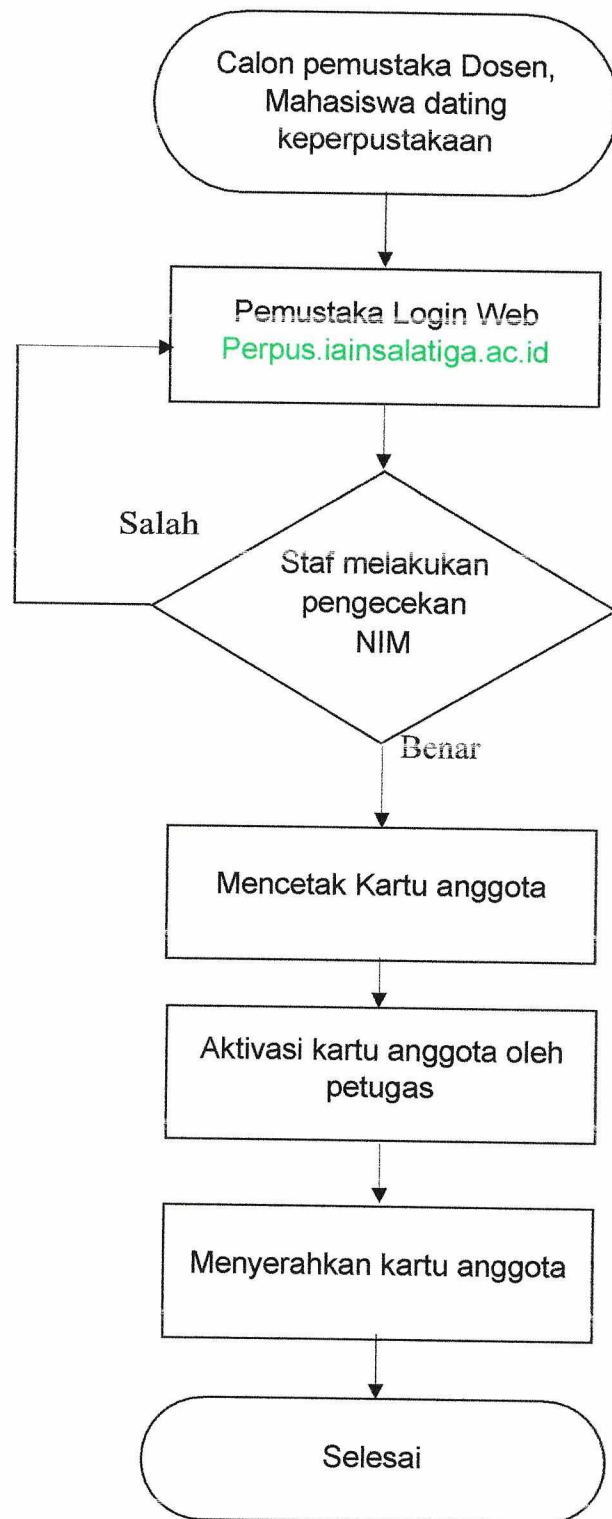 Calon pemustaka Dosen,
Mahasiswa dating
keperpustakaan
Pemustaka Login Web
Perpus.iainsalatiga.ac.id
Salah
Staf melakukan
pengecekan
NIM
Benar
Mencetak Kartu anggota
Aktivasi kartu anggota oleh
petugas
Menyerahkan kartu anggota
Selesai